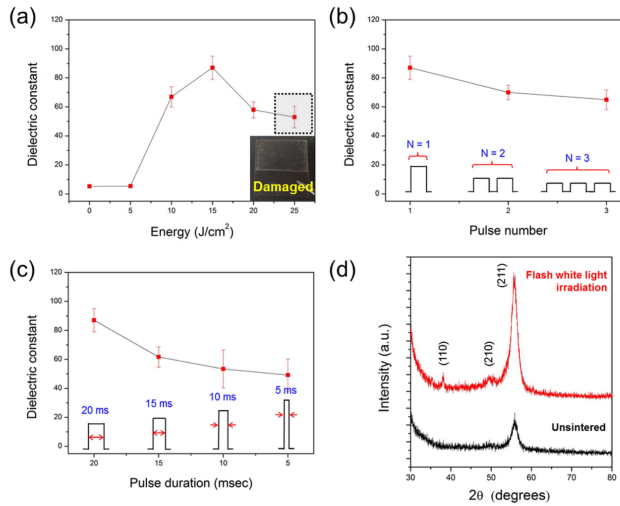 (a)
Dielectric constant
120
100
80
60
40
20
0
Damaged
0 5 10 15 20 25
Energy (J/cm²)
(b)
Dielectric constant
120
100
80
60
40
20
0
N = 1
N = 2
N = 3
1 2 3
Pulse number
(c)
Dielectric constant
120
100
80
60
40
20
0
20 ms
15 ms
10 ms
5 ms
20 15 10 5
Pulse duration (msec)
(d)
Intensity (a.u.)
Flash white light
irradiation
(110)
(210)
(211)
Unsintered
30 40 50 60 70 80
2θ (degrees)